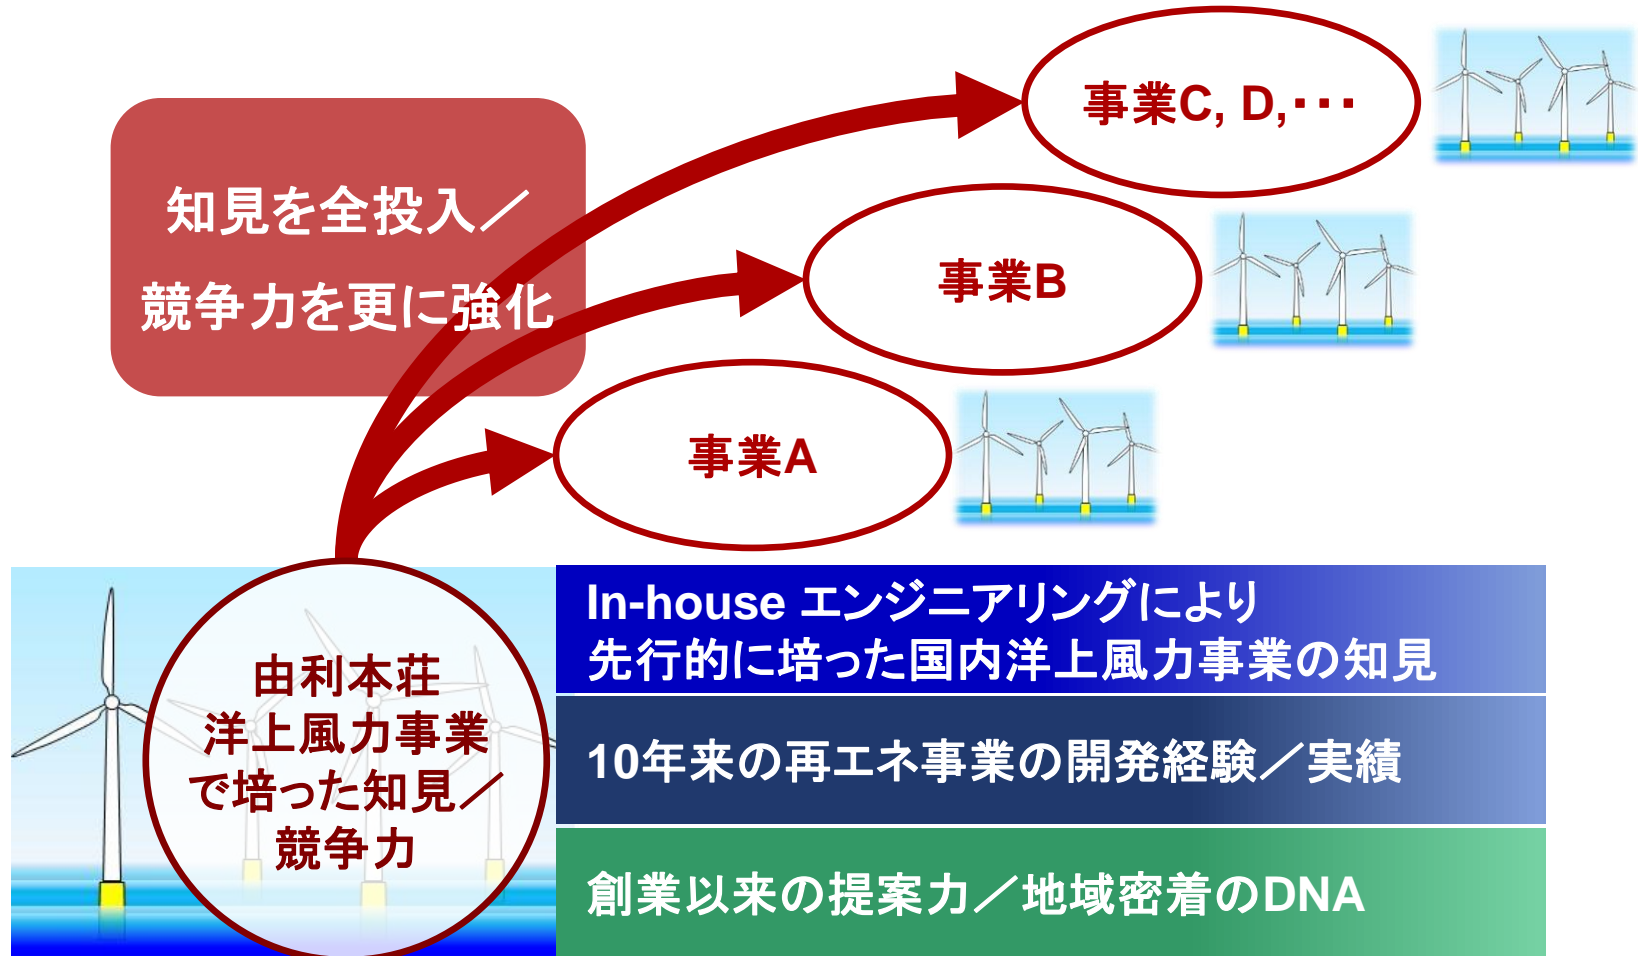 事業C, D,・・・
知見を全投入／
競争力を更に強化
事業B
事業A
由利本荘
洋上風力事業
で培った知見／
競争力
In-house エンジニアリングにより
先行的に培った国内洋上風力事業の知見
10年来の再エネ事業の開発経験／実績
創業以来の提案力／地域密着のDNA